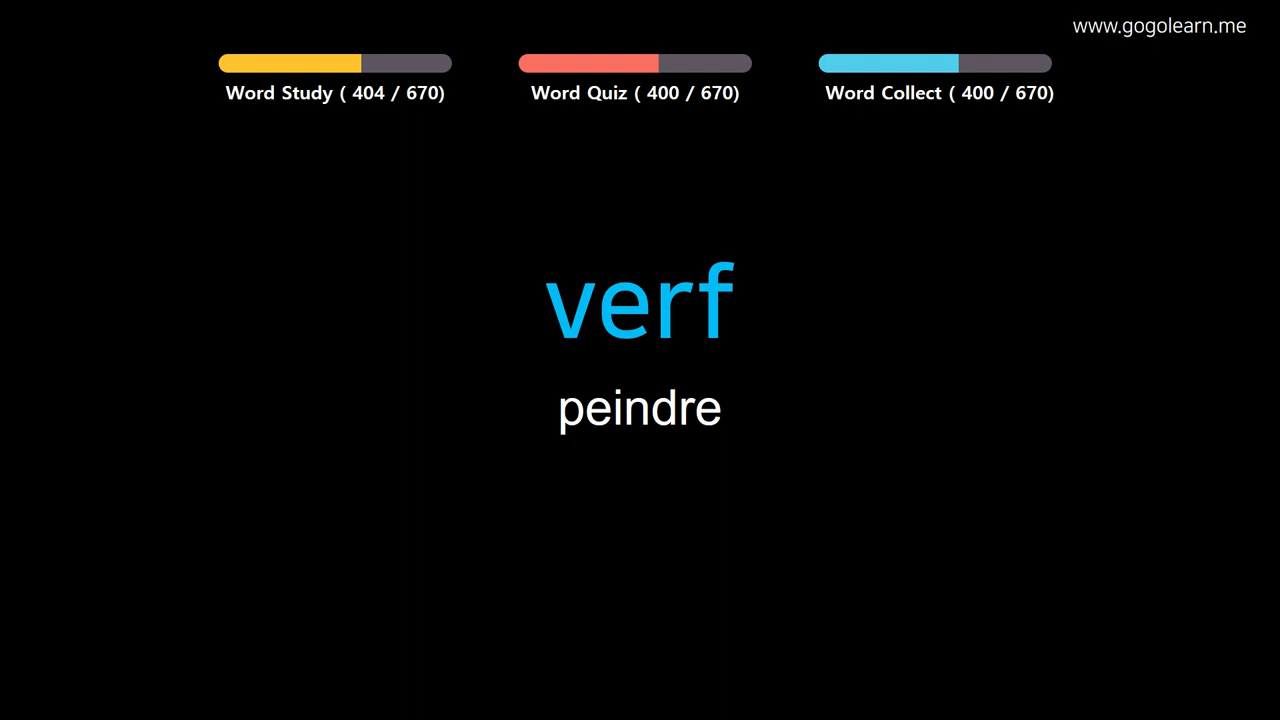 www.gogolearn.me
Word Study ( 404 / 670)
Word Quiz ( 400 / 670)
Word Collect ( 400 / 670)
verf
peindre